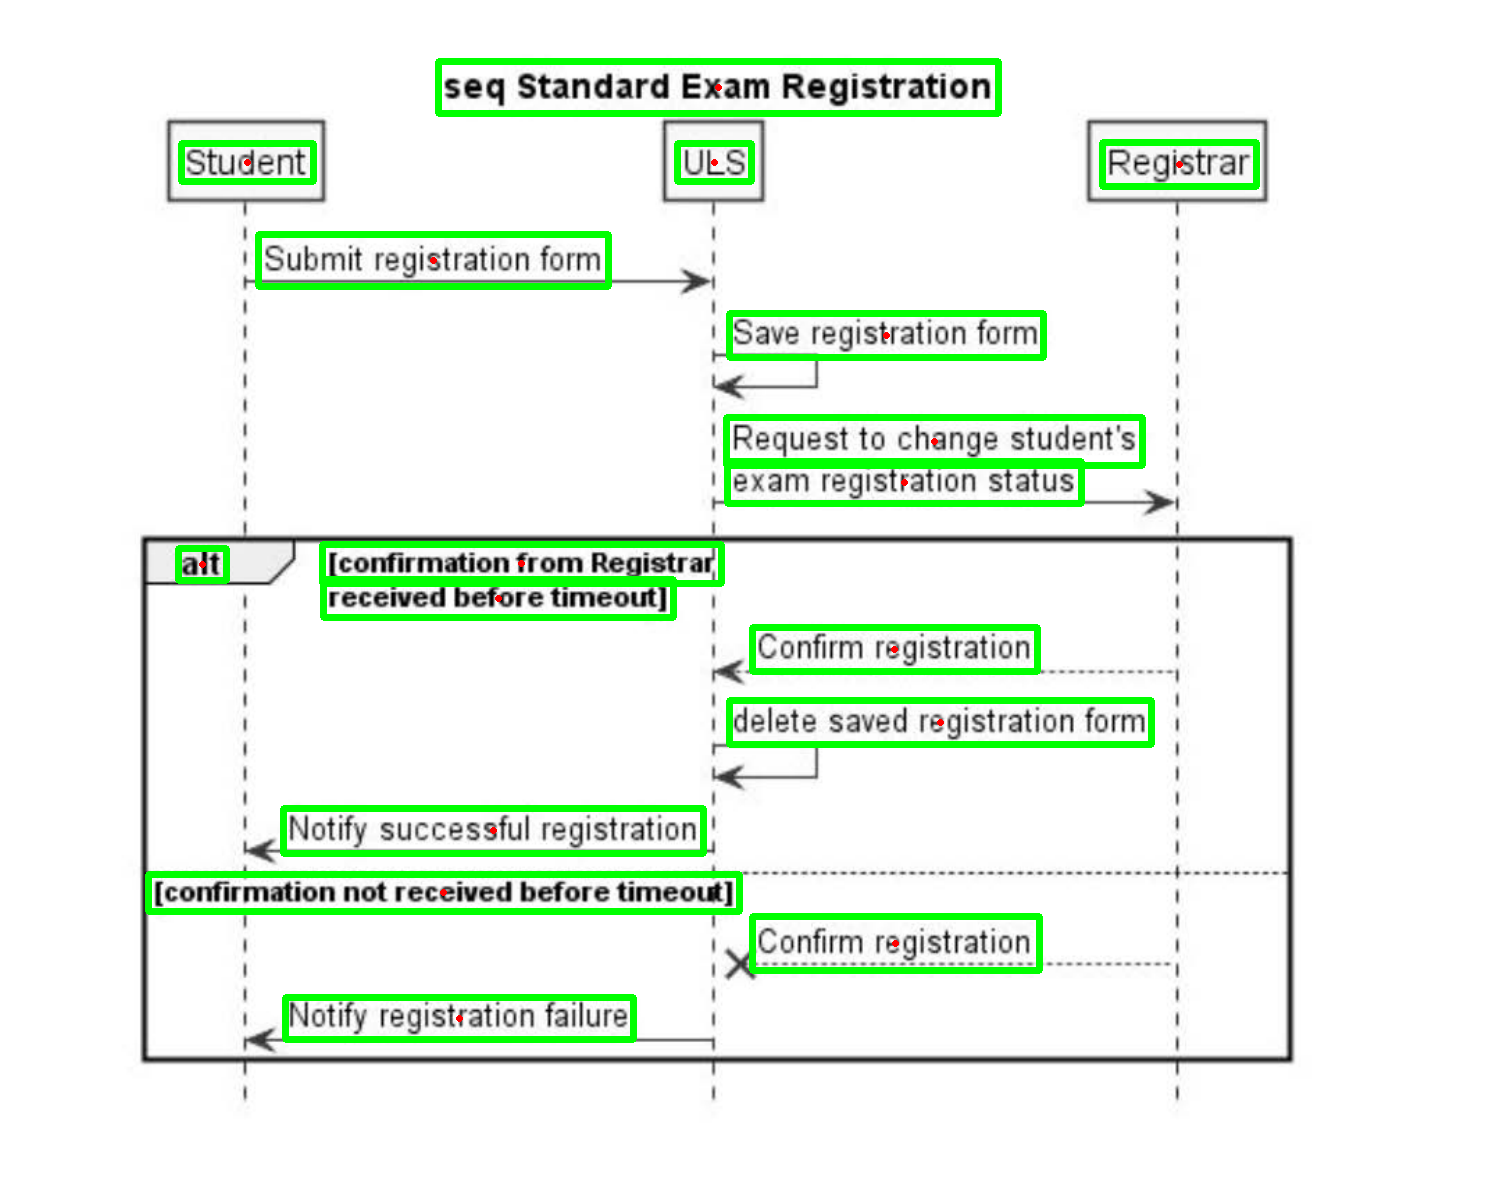 seq Standard Exam Registration
Student
ULS
Registrar
Submit registration form
Save registration form
Request to change student's
exam registration status
alt
[confirmation from Registrar
received before timeout]
Confirm registration
delete saved registration form
Notify successful registration
[confirmation not received before timeout]
Confirm registration
Notify registration failure